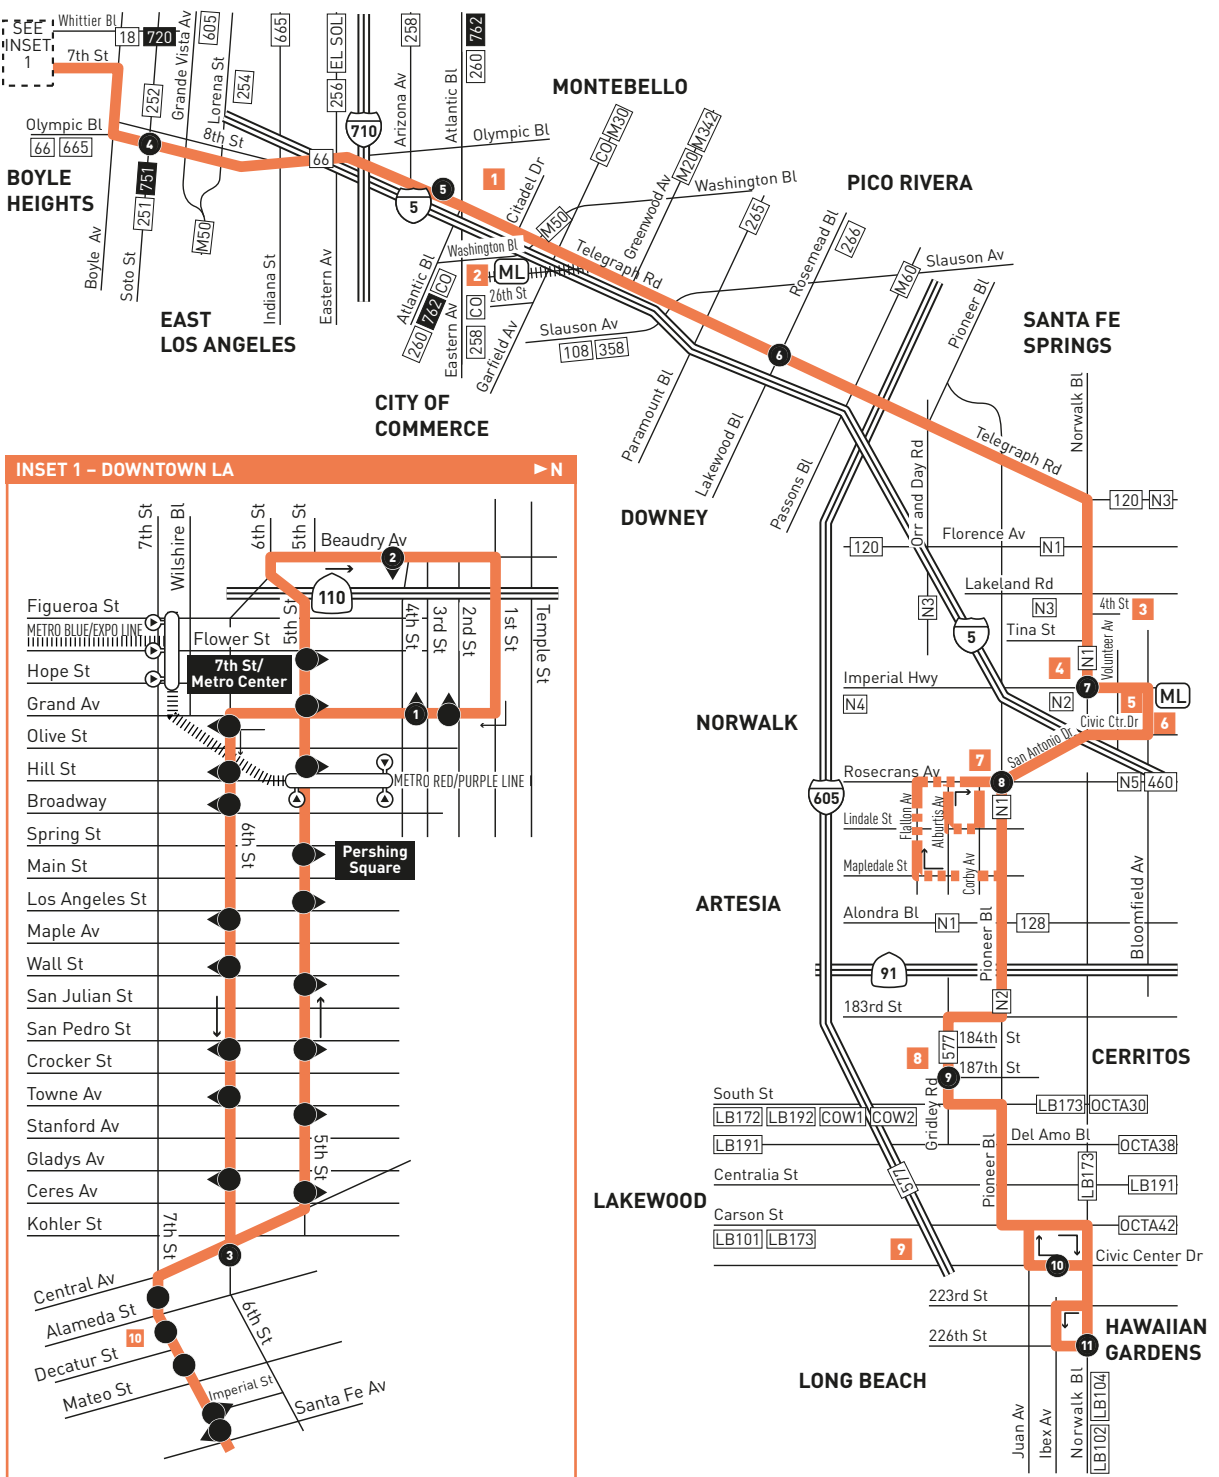 SEE
INSET
1
Whittier Bl
7th St
18
720
Grande Vista Av
605
Lorena St
254
252
665
EL SOL
256
258
Arizona Av
762
260
Atlantic Bl
710
MONTEBELLO
Olympic Bl
66
665
8th St
4
66
Olympic Bl
5
1
BOYLE
HEIGHTS
751
251
M50
Boyle Av
Soto St
Indiana St
Eastern Av
5
Citadel Dr
CO
M30
M50
M342
M20
Greenwood Av
Washington Bl
265
PICO RIVERA
Rosemead Bl
266
Slauson Av
M60
Pioneer Bl
Washington Bl
2
ML
26th St
Telegraph Rd
Atlantic Bl
CO
762
260
Eastern Av
CO
258
Garfield Av
Slauson Av
108
358
6
EAST
LOS ANGELES
CITY OF
COMMERCE
SANTA FE
SPRINGS
Norwalk Bl
Paramount Bl
Lakewood Bl
Passons Bl
Orr and Day Rd
Telegraph Rd
DOWNEY
120
N3
Florence Av
120
N1
Lakeland Rd
N3
N3
4th St
3
5
Tina St
Volunteer Av
N1
4
Imperial Hwy
7
N4
N2
5
ML
NORWALK
Civic Ctr. Dr
6
San Antonio Dr
7
Rosecrans Av
8
N5
460
605
N1
Flallon Av
Alburtis Av
Lindale St
Mapledale St
Corby Av
ARTESIA
Alondra Bl
N1
128
Pioneer Bl
Bloomfield Av
91
N2
183rd St
577
184th St
8
CERRITOS
9
187th St
South St
LB172
LB192
COW1
COW2
Gridley Rd
LB173
OCTA30
LB191
Del Amo Bl
OCTA38
Centralia St
577
Pioneer Bl
LB173
LB191
LAKEWOOD
Carson St
LB101
LB173
OCTA42
9
10
Civic Center Dr
223rd St
226th St
11
HAWAIIAN
GARDENS
LONG BEACH
Juan Av
Ibex Av
Norwalk Bl
LB104
LB102
INSET 1 – DOWNTOWN LA
N
7th St
Wilshire Bl
6th St
5th St
Beaudry Av
2
110
Figueroa St
METRO BLUE/EXPO LINE
Flower St
5th St
4th St
3rd St
2nd St
1st St
Temple St
Hope St
7th St/
Metro Center
Grand Av
1
Olive St
Hill St
METRO RED/PURPLE LINE
Broadway
6th St
Spring St
Pershing
Square
Main St
Los Angeles St
Maple Av
Wall St
San Julian St
San Pedro St
Crocker St
Towne Av
Stanford Av
5th St
Gladys Av
Ceres Av
Kohler St
7th St
3
Central Av
6th St
Alameda St
10
Decatur St
Mateo St
Imperial St
Santa Fe Av